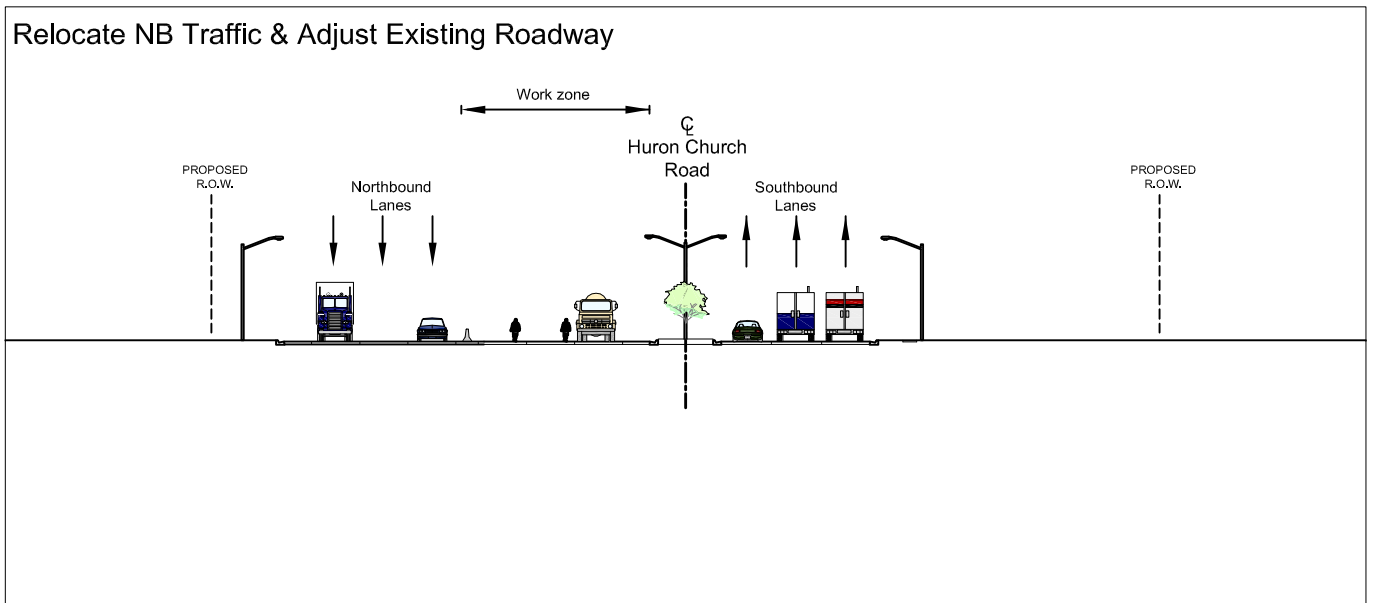 Relocate NB Traffic & Adjust Existing Roadway
Work zone
℄
Huron Church
Road
PROPOSED
R.O.W.
Northbound
Lanes
Southbound
Lanes
PROPOSED
R.O.W.